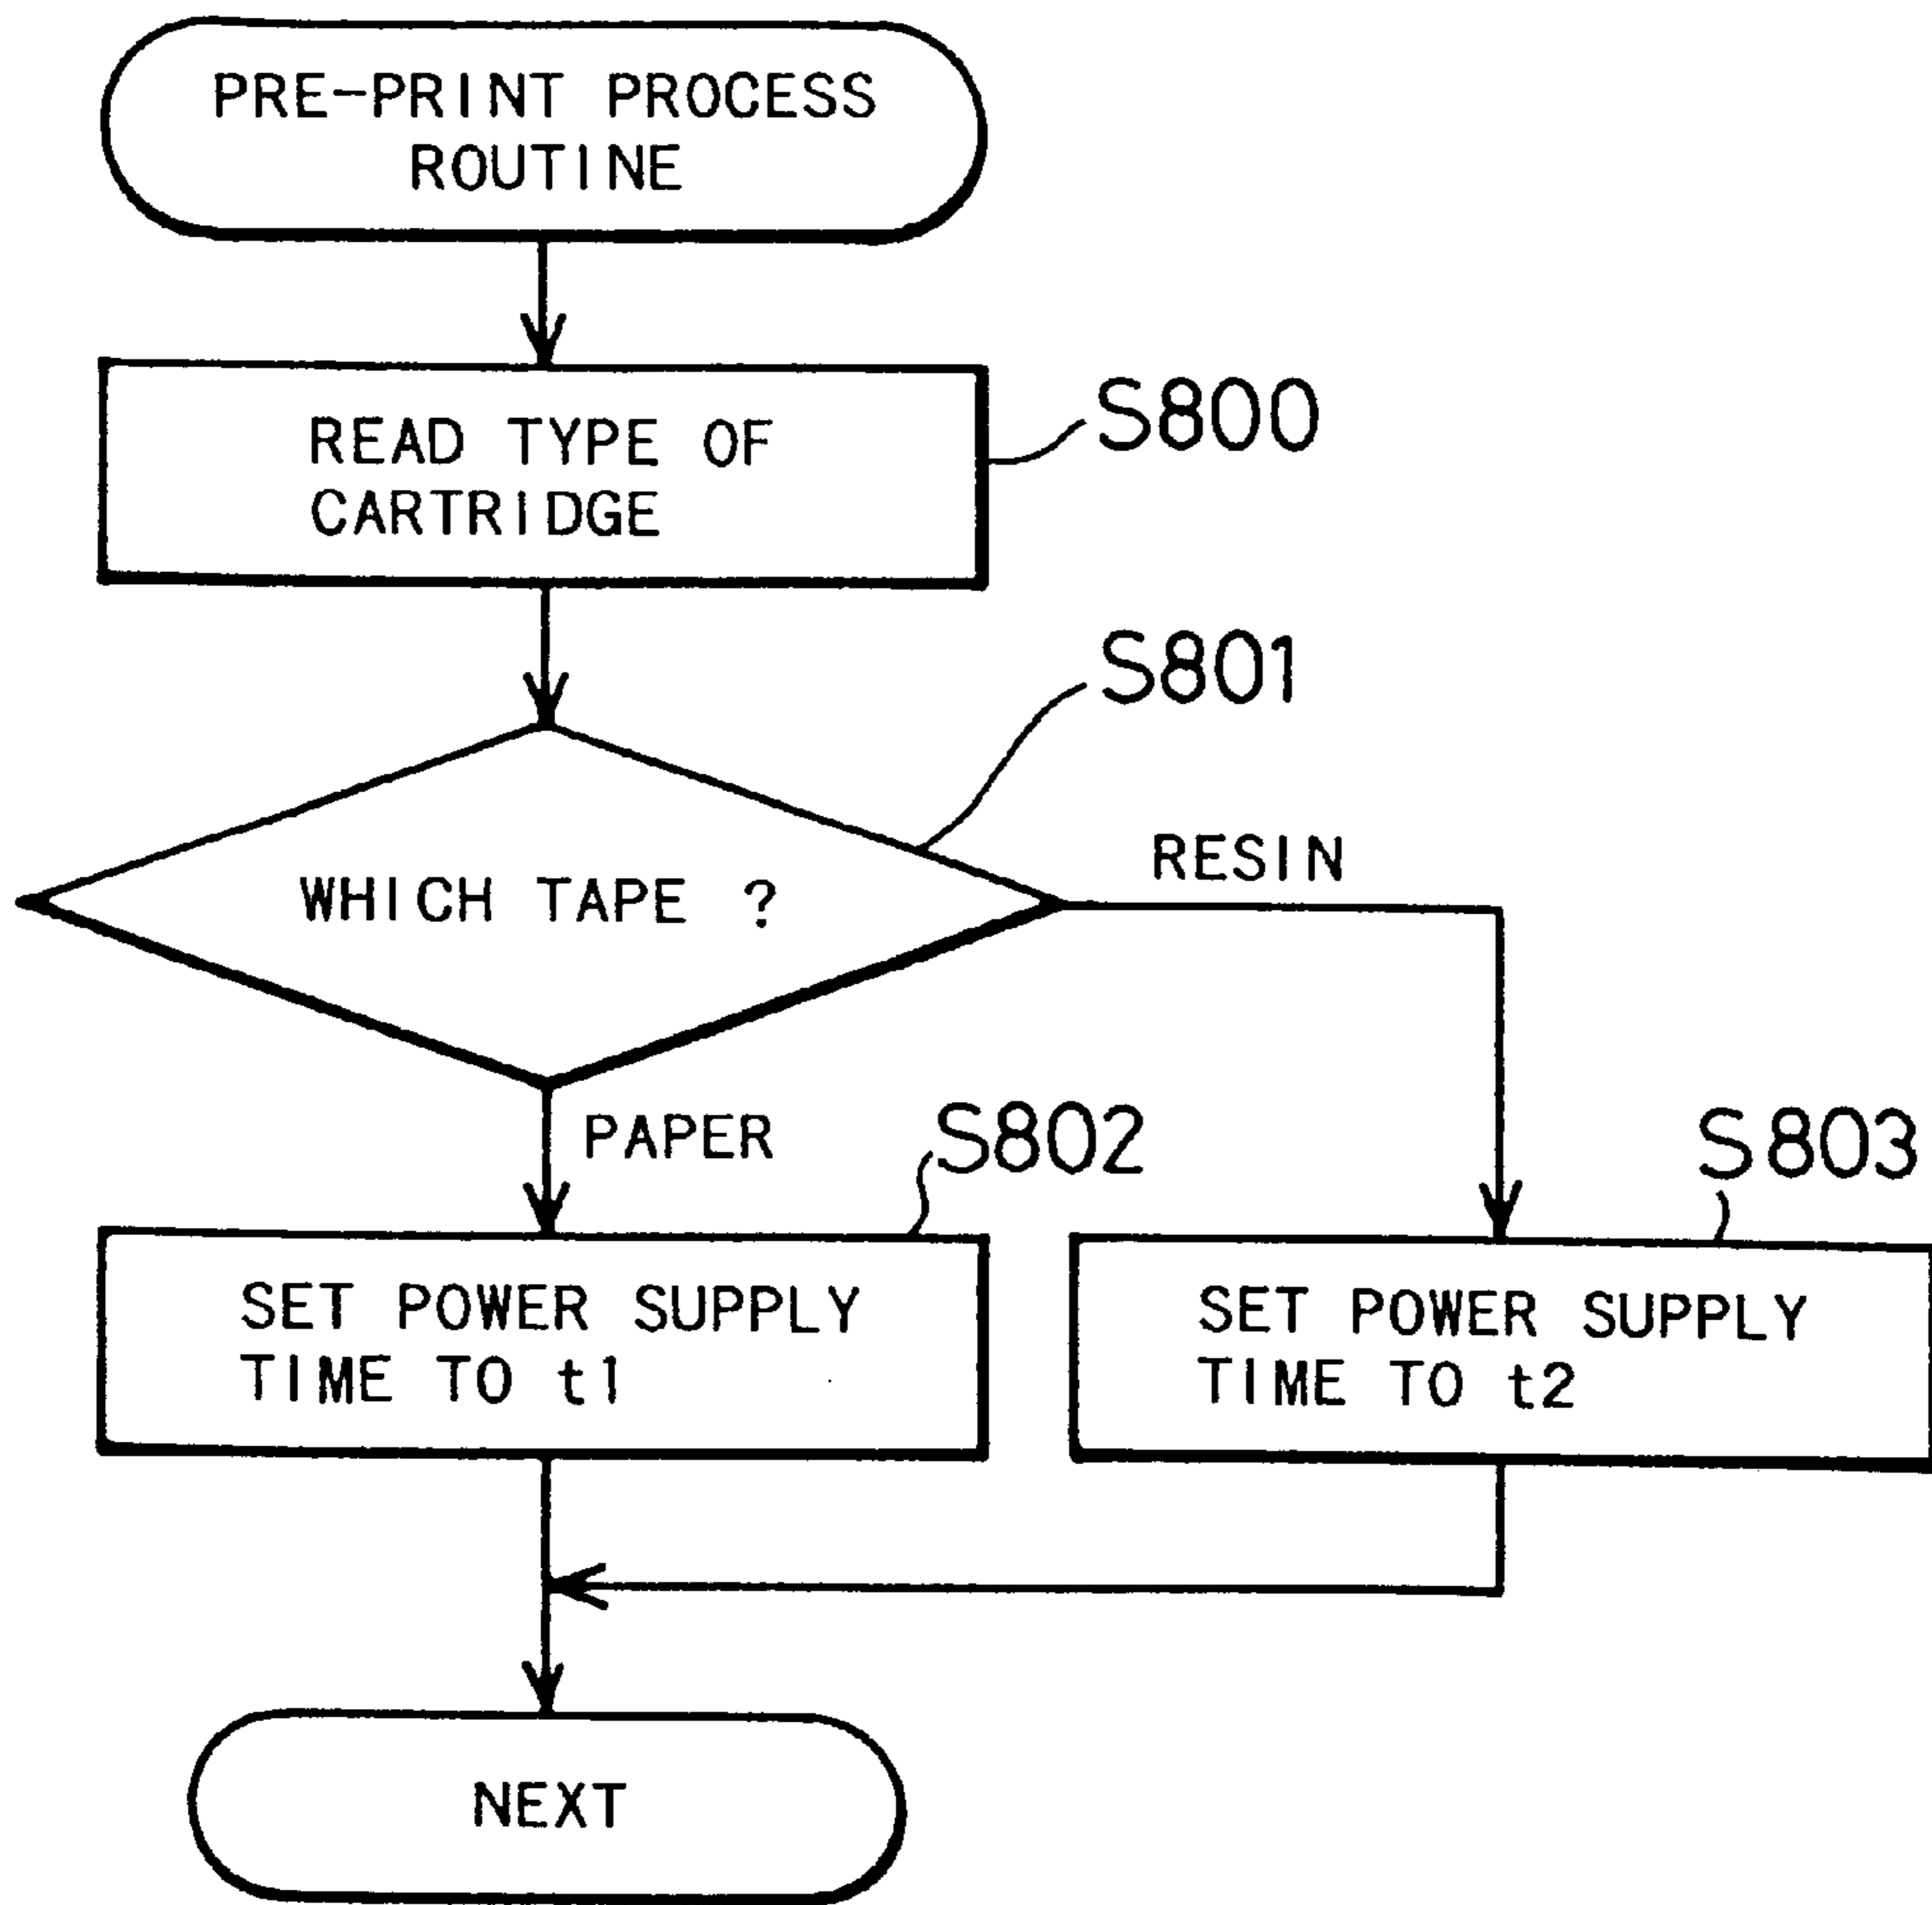 PRE-PRINT PROCESS
ROUTINE
READ TYPE OF
CARTRIDGE
S800
S801
WHICH TAPE ?
RESIN
PAPER
S802
S803
SET POWER SUPPLY
TIME TO t1
SET POWER SUPPLY
TIME TO t2
NEXT